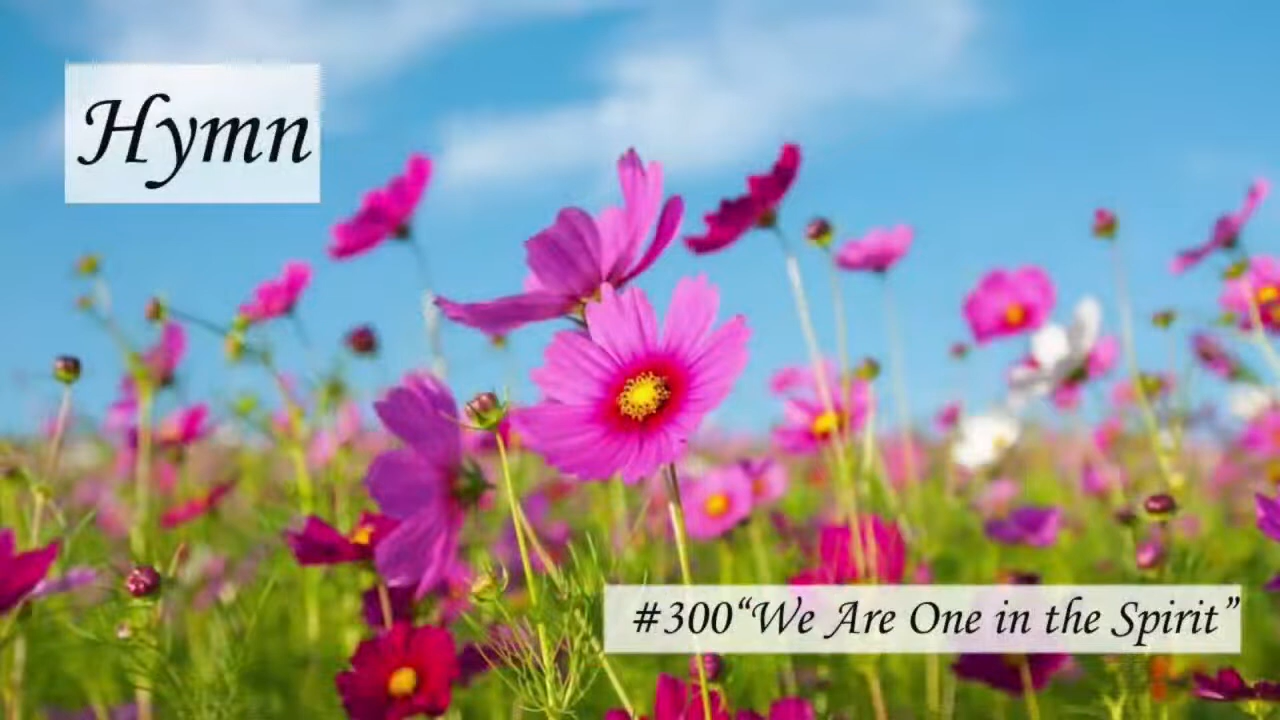 Hymn
#300“We Are One in the Spirit”